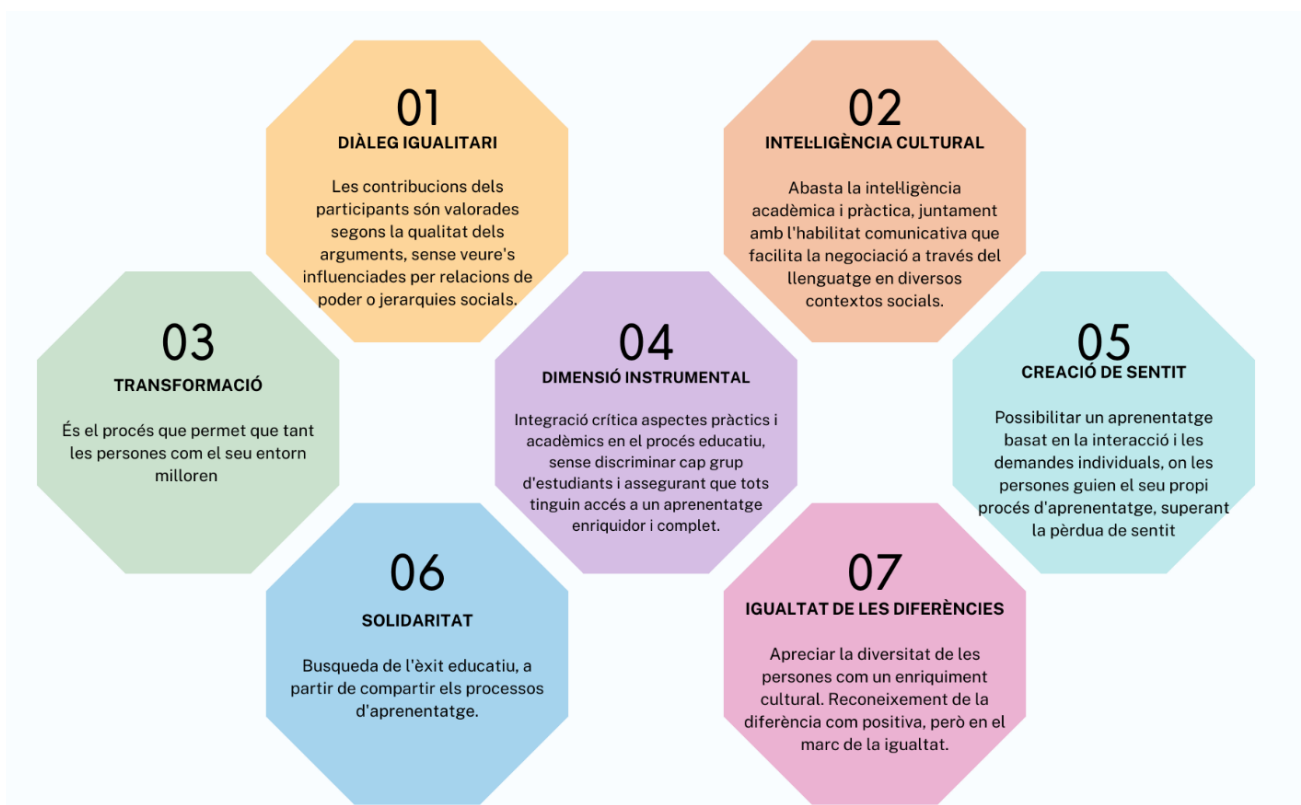 01
DIÀLEG IGUALITARI
Les contribucions dels
participants són valorades
segons la qualitat dels
arguments, sense veure's
influenciades per relacions de
poder o jerarquies socials.
02
INTEL·LIGÈNCIA CULTURAL
Abasta la intel·ligència
acadèmica i pràctica, juntament
amb l'habilitat comunicativa que
facilita la negociació a través del
llenguatge en diversos
contextos socials.
03
TRANSFORMACIÓ
És el procés que permet que tant
les persones com el seu entorn
milloren
04
DIMENSIÓ INSTRUMENTAL
Integració crítica aspectes pràctics i
acadèmics en el procés educatiu,
sense discriminar cap grup
d'estudiants i assegurant que tots
tinguin accés a un aprenentatge
enriquidor i complet.
05
CREACIÓ DE SENTIT
Possibilitar un aprenentatge
basat en la interacció i les
demandes individuals, on les
persones guien el seu propi
procés d'aprenentatge, superant
la pèrdua de sentit
06
SOLIDARITAT
Busqueda de l'èxit educatiu, a
partir de compartir els processos
d'aprenentatge.
07
IGUALTAT DE LES DIFERÈNCIES
Apreciar la diversitat de les
persones com un enriquiment
cultural. Reconeixement de la
diferència com positiva, però en el
marc de la igualtat.